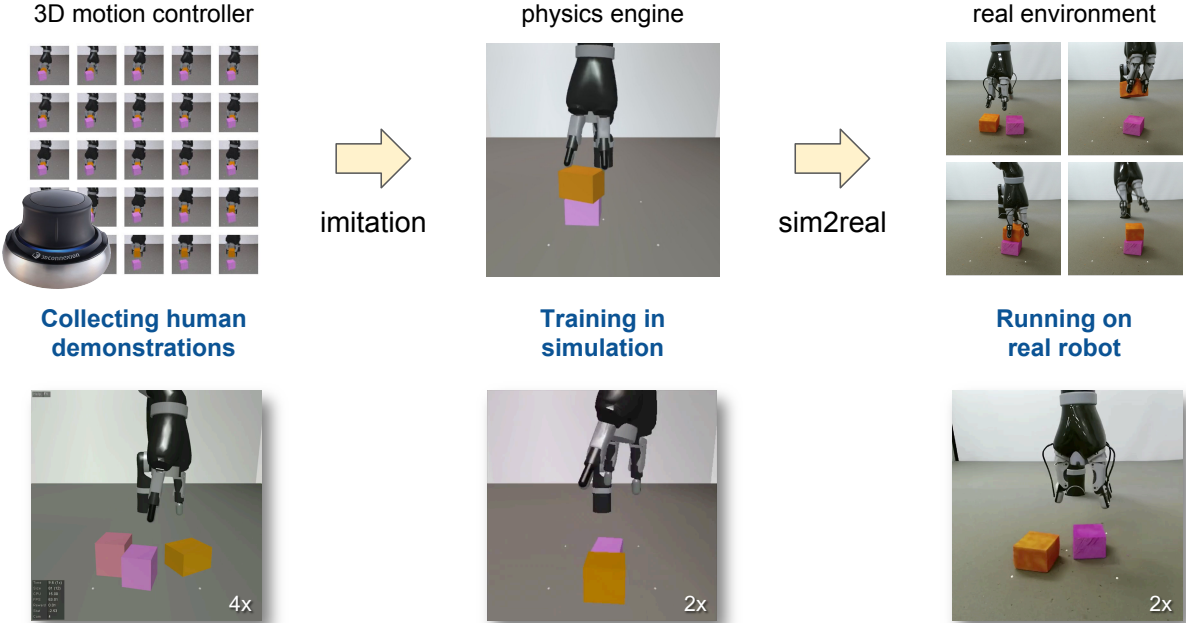 3D motion controller
physics engine
real environment
3Dconnexion
imitation
sim2real
Collecting human
demonstrations
Training in
simulation
Running on
real robot
4x
2x
2x